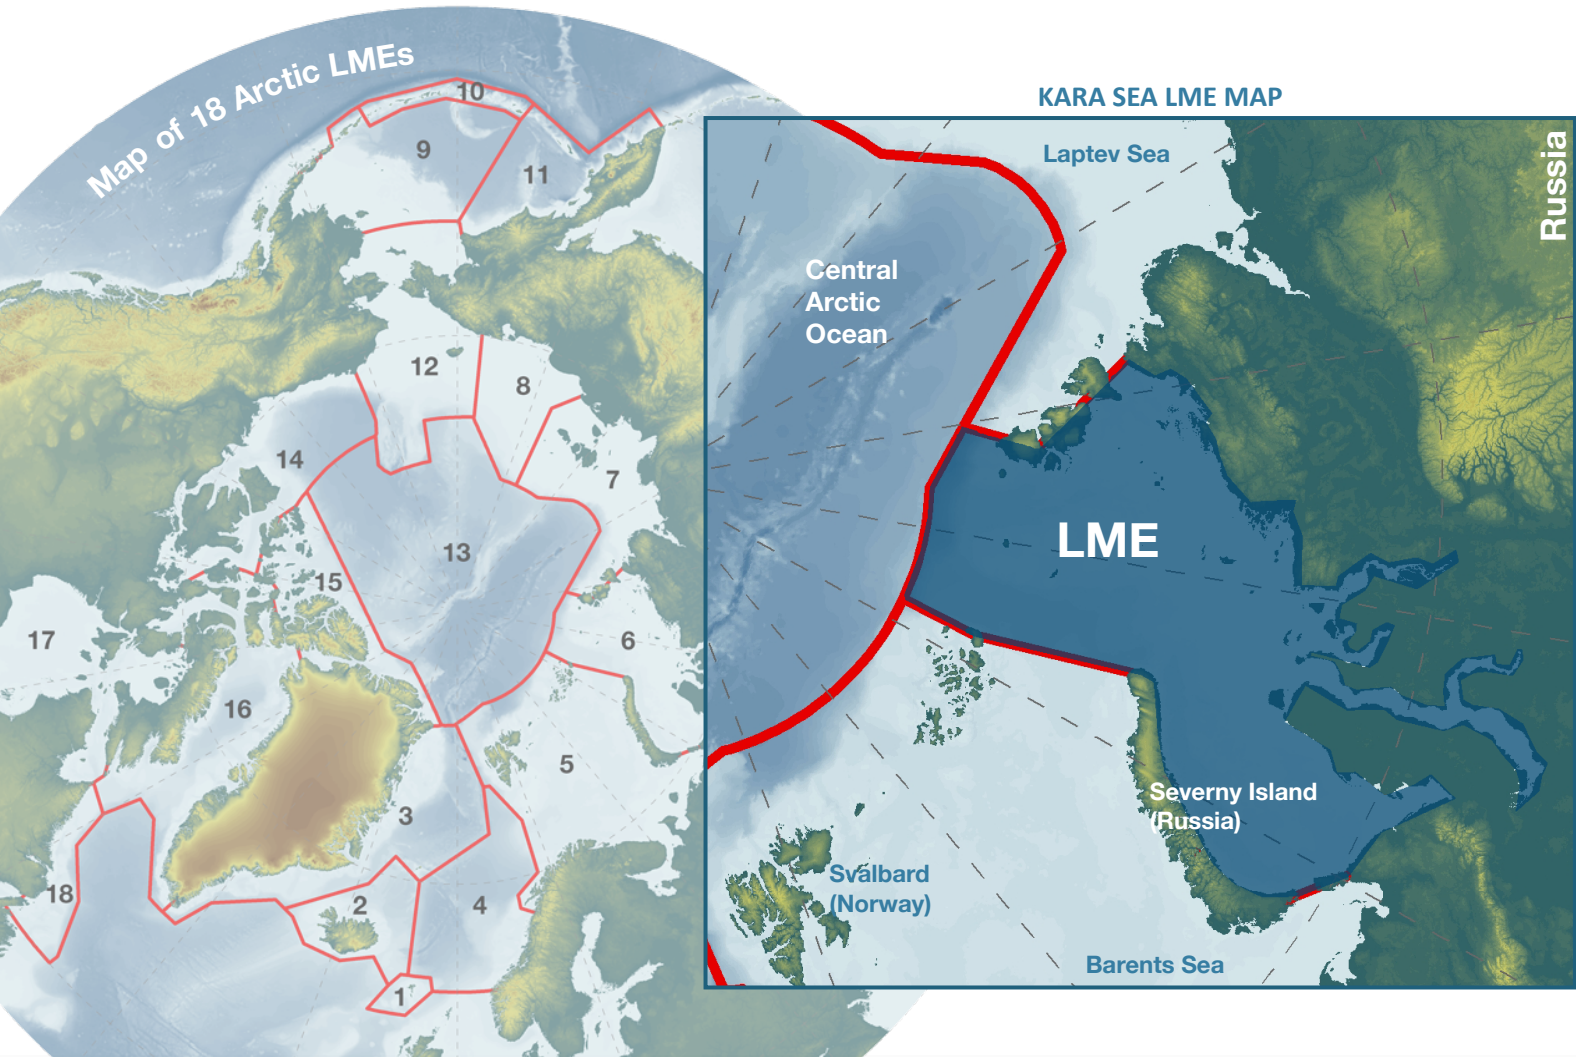 Map of 18 Arctic LMEs
10
9
11
12
8
14
7
13
15
17
6
16
5
3
18
2
4
1
KARA SEA LME MAP
Laptev Sea
Russia
Central
Arctic
Ocean
LME
Severny Island
(Russia)
Svalbard
(Norway)
Barents Sea